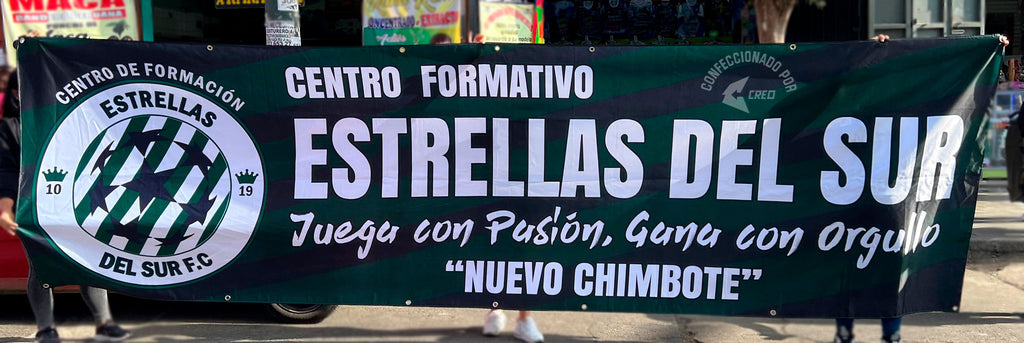 MACA
CENTRO DE FORMACIÓN
ESTRELLAS
10
19
DEL SUR F.C
CENTRO FORMATIVO
ESTRELLAS DEL SUR
Juega con Pasión, Gana con Orgullo
“NUEVO CHIMBOTE”
CONFECCIONADO POR
CREO